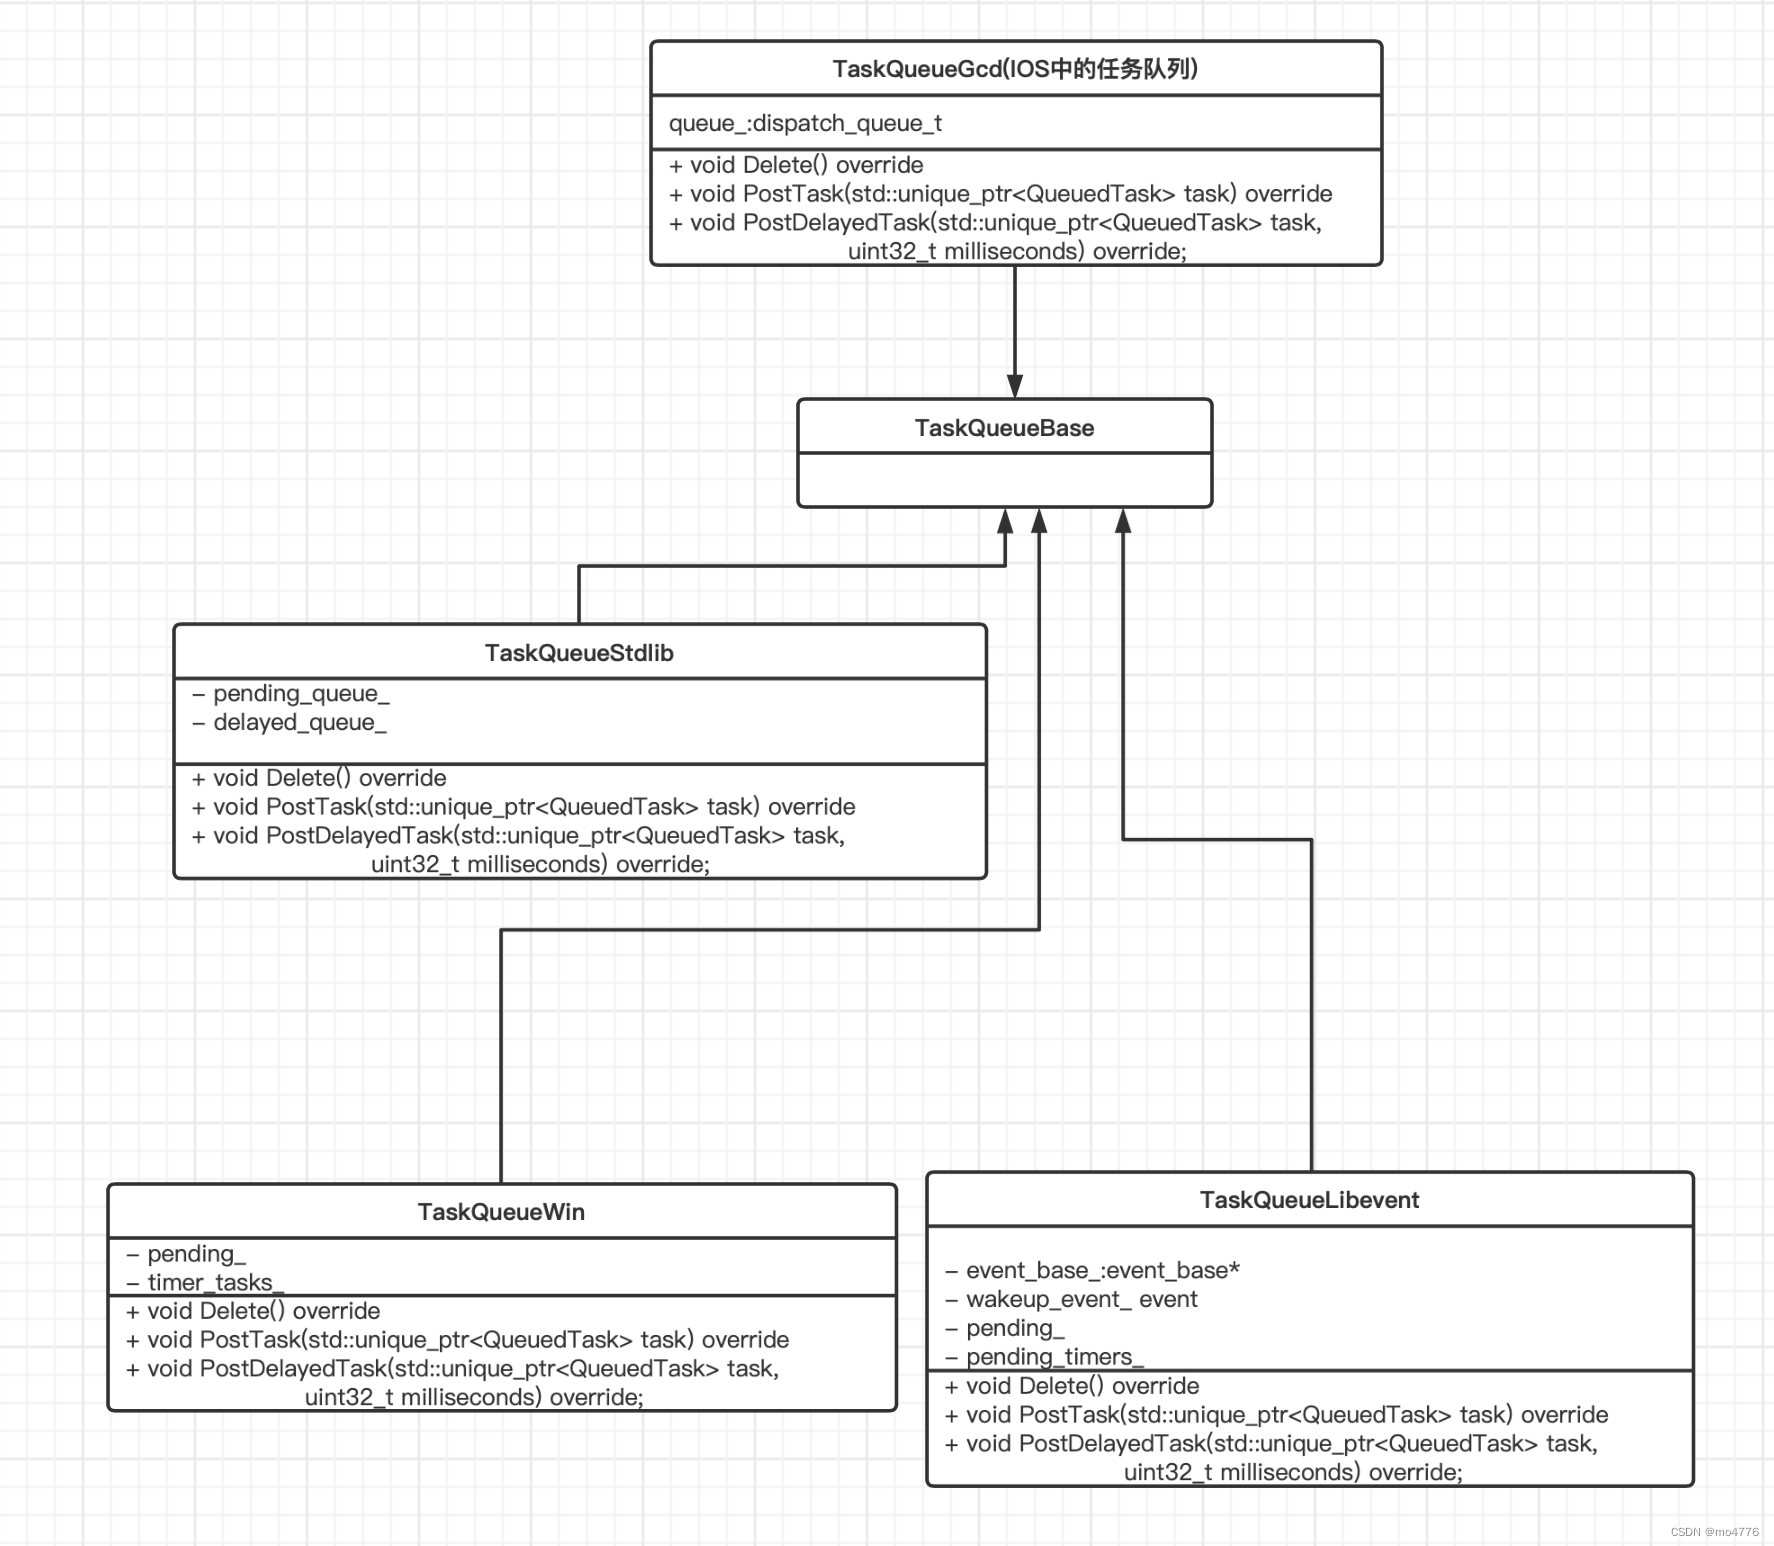 TaskQueueGcd(IOS中的任务队列)
queue_:dispatch_queue_t
+ void Delete() override
+ void PostTask(std::unique_ptr<QueuedTask> task) override
+ void PostDelayedTask(std::unique_ptr<QueuedTask> task,
uint32_t milliseconds) override;
TaskQueueBase
TaskQueueStdlib
– pending_queue_
– delayed_queue_
+ void Delete() override
+ void PostTask(std::unique_ptr<QueuedTask> task) override
+ void PostDelayedTask(std::unique_ptr<QueuedTask> task,
uint32_t milliseconds) override;
TaskQueueWin
– pending_
– timer_tasks_
+ void Delete() override
+ void PostTask(std::unique_ptr<QueuedTask> task) override
+ void PostDelayedTask(std::unique_ptr<QueuedTask> task,
uint32_t milliseconds) override;
TaskQueueLibevent
– event_base_:event_base*
– wakeup_event_ event
– pending_
– pending_timers_
+ void Delete() override
+ void PostTask(std::unique_ptr<QueuedTask> task) override
+ void PostDelayedTask(std::unique_ptr<QueuedTask> task,
uint32_t milliseconds) override;
CSDN @mo4776